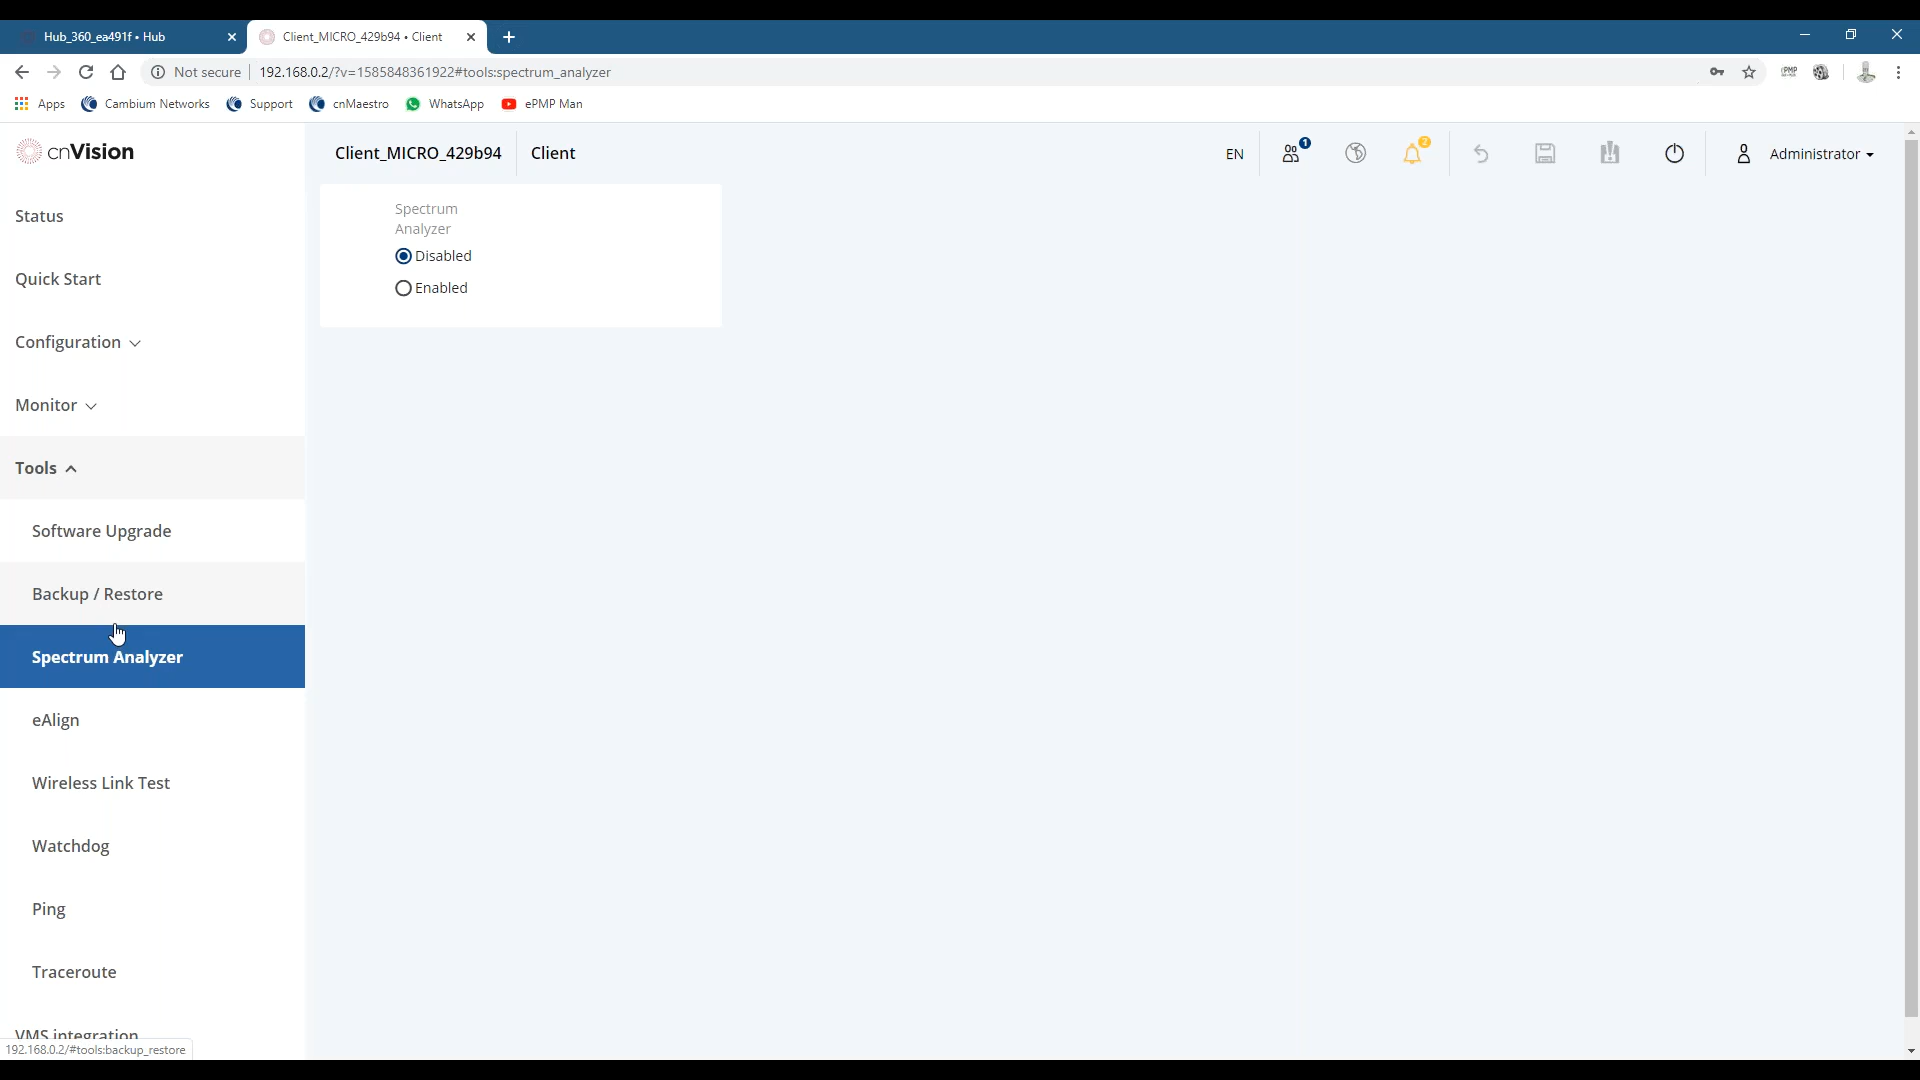 Hub_360_ea491f • Hub
Client_MICRO_429b94 • Client
Not secure
192.168.0.2/?v=1585848361922#tools:spectrum_analyzer
Apps
Cambium Networks
Support
cnMaestro
WhatsApp
ePMP Man
cnVision
Client_MICRO_429b94
Client
EN
1
2
Administrator
Status
Quick Start
Configuration
Monitor
Tools
Software Upgrade
Backup / Restore
Spectrum Analyzer
eAlign
Wireless Link Test
Watchdog
Ping
Traceroute
VMS integration
Spectrum
Analyzer
Disabled
Enabled
192.168.0.2/#tools:backup_restore